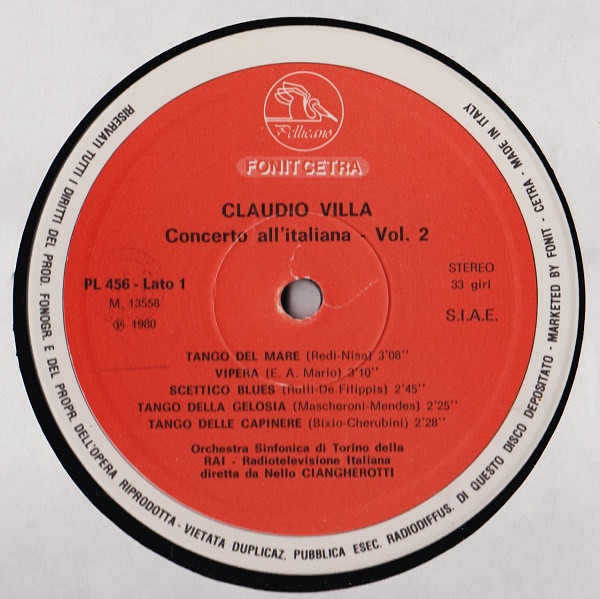 Pellicano
FONIT CETRA
CLAUDIO VILLA
Concerto all'italiana - Vol. 2
PL 456 - Lato 1
M. 13558
℗ 1980
STEREO
33 giri
S.I.A.E.
TANGO DEL MARE (Redi-Nisa) 3'08''
VIPERA (E. A. Mario) 3'10''
SCETTICO BLUES (Rulli-De Filippis) 2'45''
TANGO DELLA GELOSIA (Mascheroni-Mendes) 2'25''
TANGO DELLE CAPINERE (Bixio-Cherubini) 2'28''
Orchestra Sinfonica di Torino della
RAI - Radiotelevisione Italiana
diretta da Nello CIANGHEROTTI
RISERVATI TUTTI I DIRITTI DEL PROD. FONOGR. E DEL PROPR. DELL'OPERA RIPRODOTTA - VIETATA DUPLICAZ. PUBBLICA ESEC. RADIODIFFUS. DI QUESTO DISCO DEPOSITATO - MARKETED BY FONIT - CETRA - MADE IN ITALY